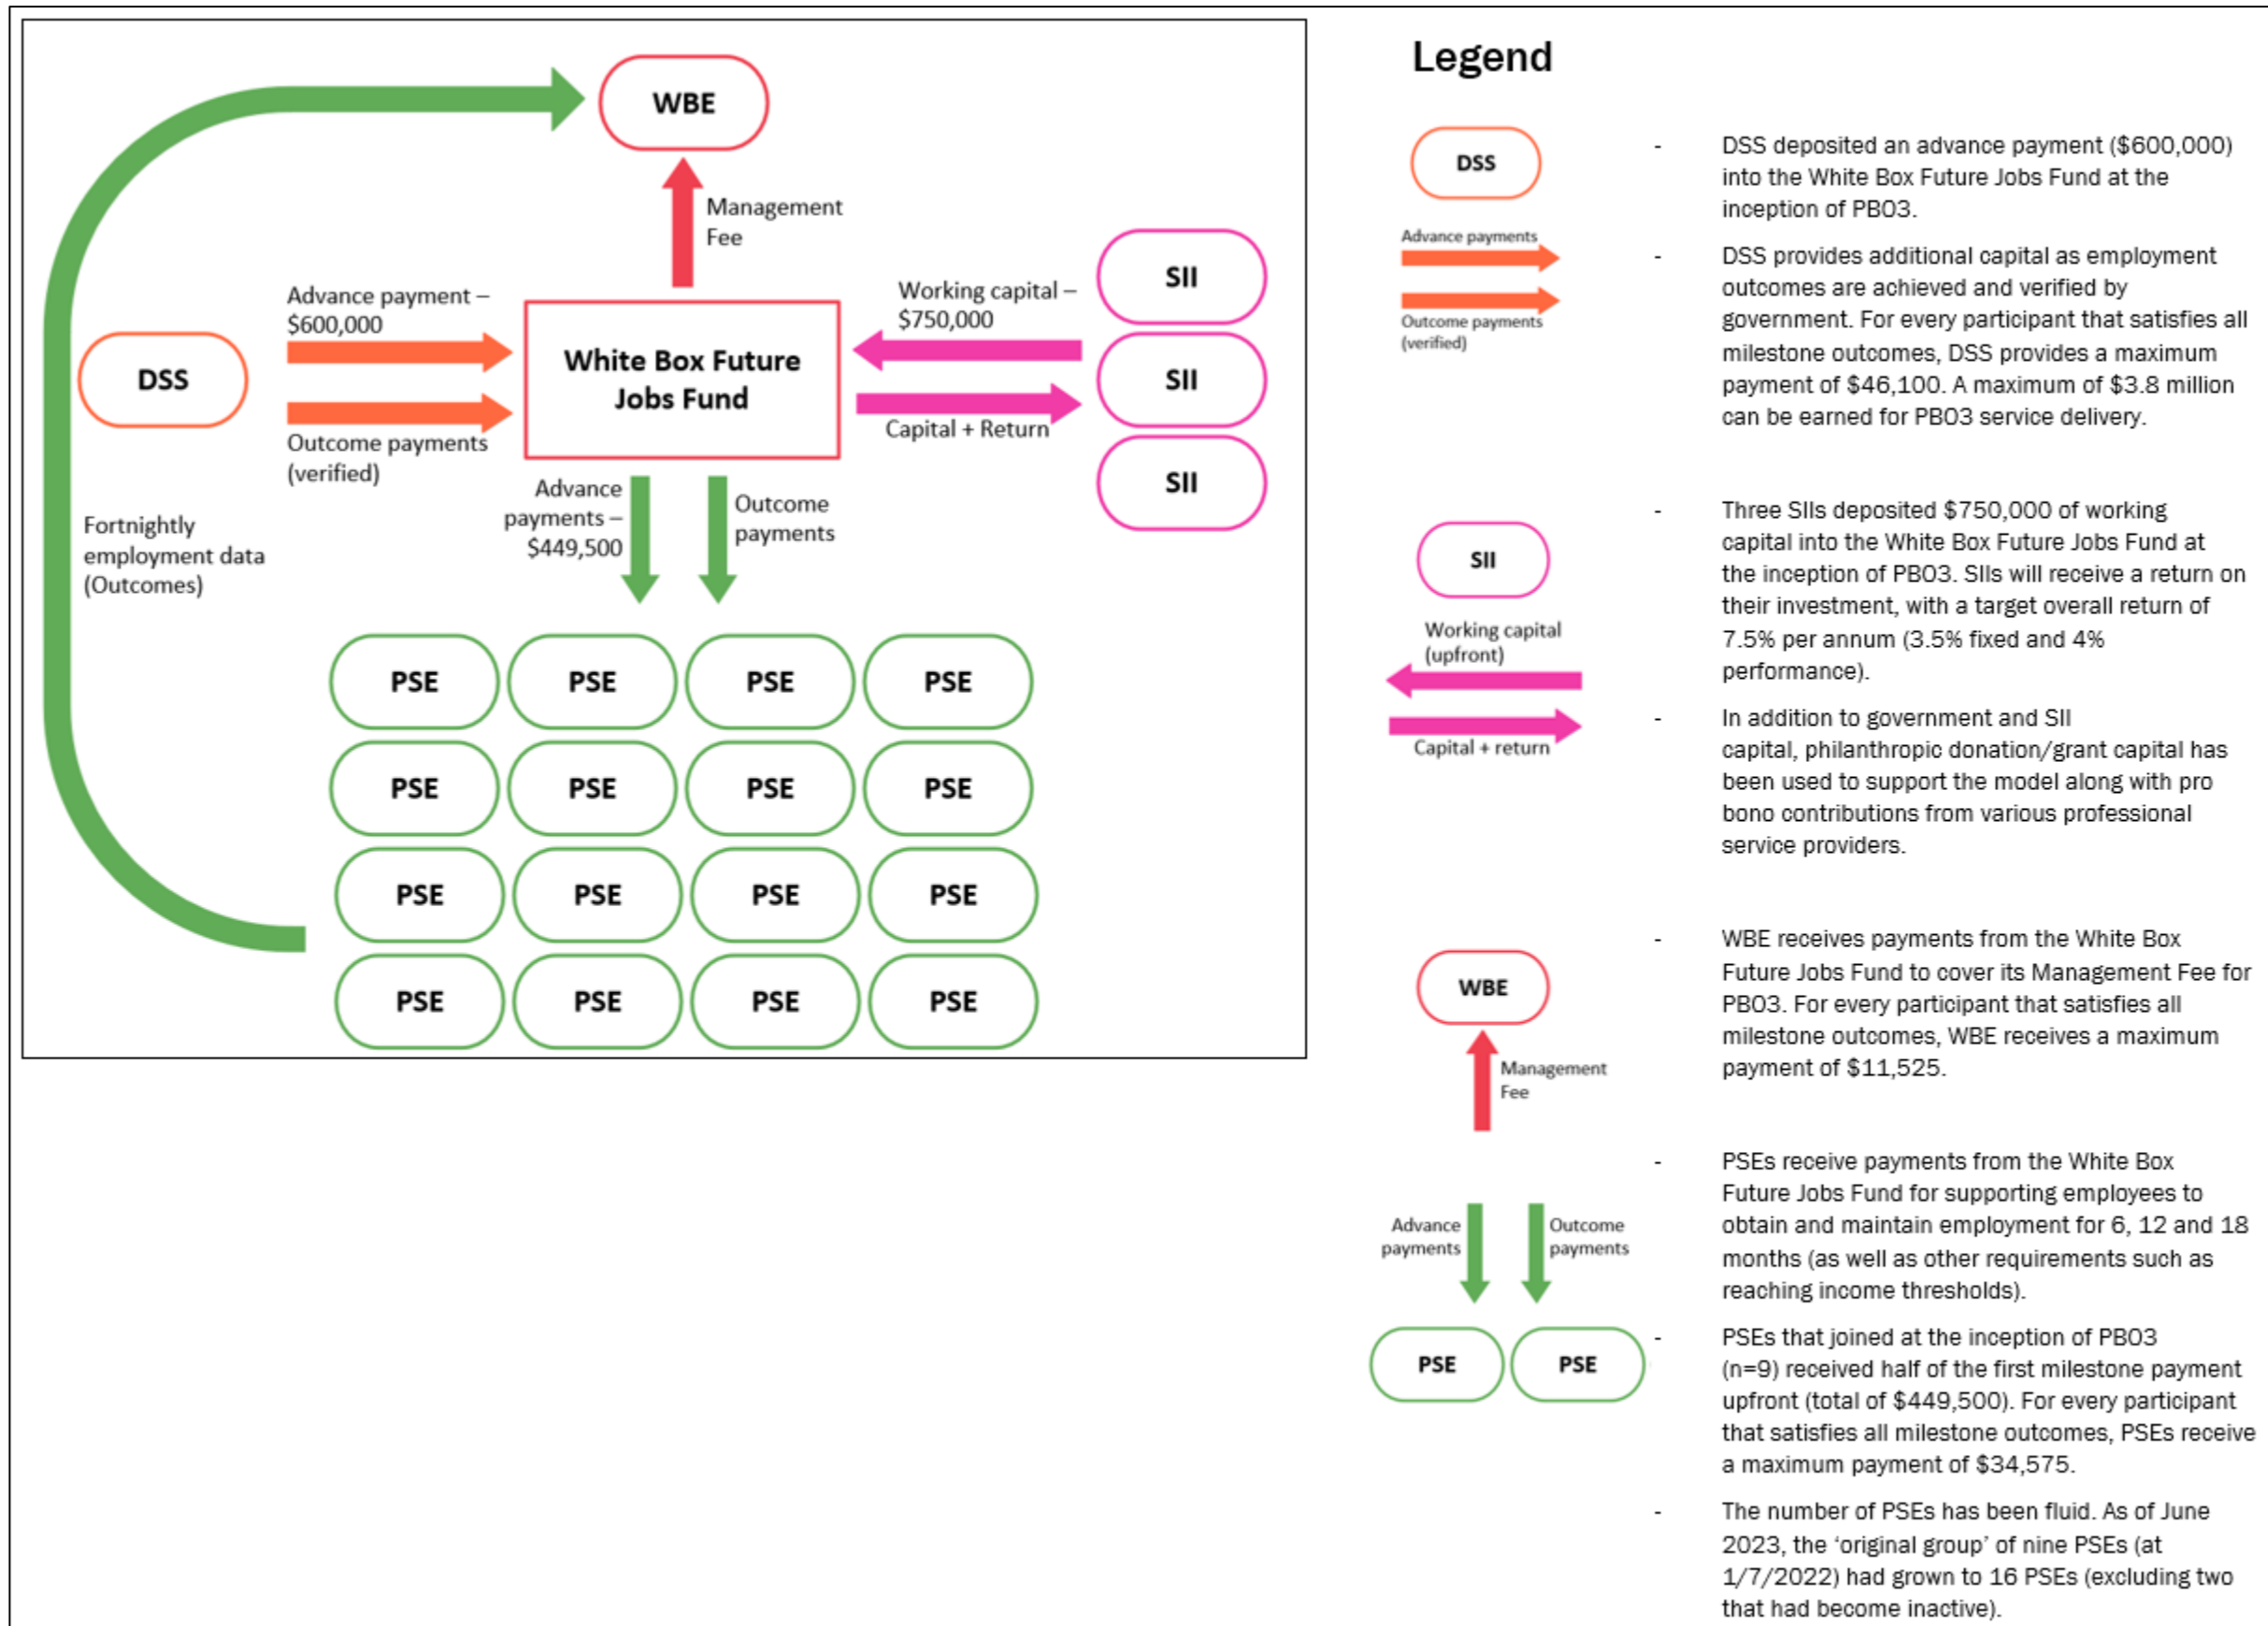 WBE
Management
Fee
SII
SII
SII
Working capital –
$750,000
Capital + Return
Advance payment –
$600,000
DSS
Outcome payments
(verified)
White Box Future
Jobs Fund
Advance
payments –
$449,500
Outcome
payments
Fortnightly
employment data
(Outcomes)
PSE PSE PSE PSE
PSE PSE PSE PSE
PSE PSE PSE PSE
PSE PSE PSE PSE
Legend
DSS
Advance payments
Outcome payments
(verified)
- DSS deposited an advance payment ($600,000)
into the White Box Future Jobs Fund at the
inception of PBO3.
- DSS provides additional capital as employment
outcomes are achieved and verified by
government. For every participant that satisfies all
milestone outcomes, DSS provides a maximum
payment of $46,100. A maximum of $3.8 million
can be earned for PBO3 service delivery.
SII
Working capital
(upfront)
Capital + return
- Three SIIs deposited $750,000 of working
capital into the White Box Future Jobs Fund at
the inception of PBO3. SIIs will receive a return on
their investment, with a target overall return of
7.5% per annum (3.5% fixed and 4%
performance).
- In addition to government and SII
capital, philanthropic donation/grant capital has
been used to support the model along with pro
bono contributions from various professional
service providers.
WBE
Management
Fee
- WBE receives payments from the White Box
Future Jobs Fund to cover its Management Fee for
PBO3. For every participant that satisfies all
milestone outcomes, WBE receives a maximum
payment of $11,525.
Advance
payments
Outcome
payments
PSE PSE
- PSEs receive payments from the White Box
Future Jobs Fund for supporting employees to
obtain and maintain employment for 6, 12 and 18
months (as well as other requirements such as
reaching income thresholds).
- PSEs that joined at the inception of PBO3
(n=9) received half of the first milestone payment
upfront (total of $449,500). For every participant
that satisfies all milestone outcomes, PSEs receive
a maximum payment of $34,575.
- The number of PSEs has been fluid. As of June
2023, the ‘original group’ of nine PSEs (at
1/7/2022) had grown to 16 PSEs (excluding two
that had become inactive).